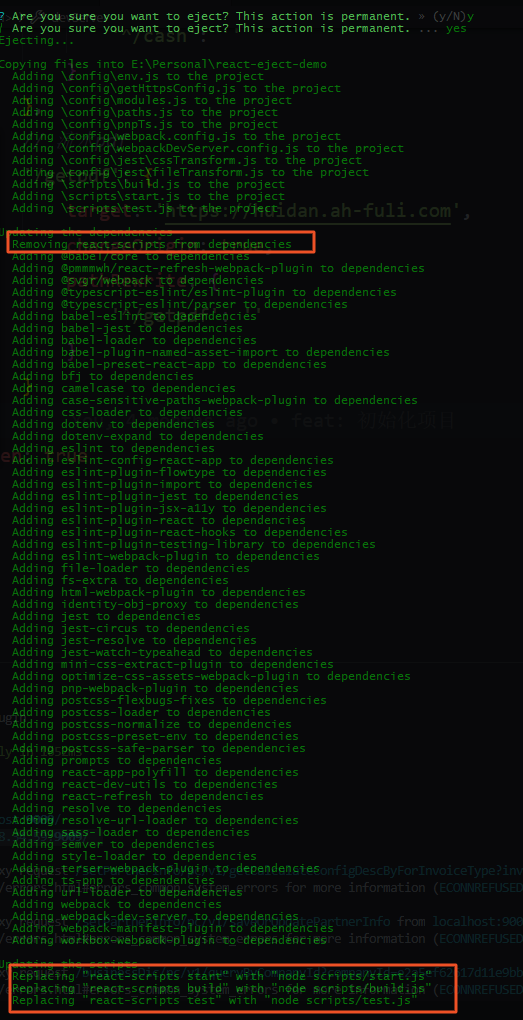 ? Are you sure you want to eject? This action is permanent. » (y/N)y
Are you sure you want to eject? This action is permanent. ... yes
Ejecting...
Copying files into E:\Personal\react-eject-demo
Adding \config\env.js to the project
Adding \config\getHttpsConfig.js to the project
Adding \config\modules.js to the project
Adding \config\paths.js to the project
Adding \config\pnpTs.js to the project
Adding \config\webpack.config.js to the project
Adding \config\webpackDevServer.config.js to the project
Adding \config\jest\cssTransform.js to the project
Adding \config\jest\fileTransform.js to the project
Adding \scripts\build.js to the project
Adding \scripts\start.js to the project
Adding \scripts\test.js to the project
Updating the dependencies
Removing react-scripts from dependencies
Adding @babel/core to dependencies
Adding @pmmmwh/react-refresh-webpack-plugin to dependencies
Adding @svgr/webpack to dependencies
Adding @typescript-eslint/eslint-plugin to dependencies
Adding @typescript-eslint/parser to dependencies
Adding babel-eslint to dependencies
Adding babel-jest to dependencies
Adding babel-loader to dependencies
Adding babel-plugin-named-asset-import to dependencies
Adding babel-preset-react-app to dependencies
Adding bfj to dependencies
Adding camelcase to dependencies
Adding case-sensitive-paths-webpack-plugin to dependencies
Adding css-loader to dependencies
Adding dotenv to dependencies
Adding dotenv-expand to dependencies
Adding eslint to dependencies
Adding eslint-config-react-app to dependencies
Adding eslint-plugin-flowtype to dependencies
Adding eslint-plugin-import to dependencies
Adding eslint-plugin-jest to dependencies
Adding eslint-plugin-jsx-a11y to dependencies
Adding eslint-plugin-react to dependencies
Adding eslint-plugin-react-hooks to dependencies
Adding eslint-plugin-testing-library to dependencies
Adding eslint-webpack-plugin to dependencies
Adding file-loader to dependencies
Adding fs-extra to dependencies
Adding html-webpack-plugin to dependencies
Adding identity-obj-proxy to dependencies
Adding jest to dependencies
Adding jest-circus to dependencies
Adding jest-resolve to dependencies
Adding jest-watch-typeahead to dependencies
Adding mini-css-extract-plugin to dependencies
Adding optimize-css-assets-webpack-plugin to dependencies
Adding pnp-webpack-plugin to dependencies
Adding postcss-flexbugs-fixes to dependencies
Adding postcss-loader to dependencies
Adding postcss-normalize to dependencies
Adding postcss-preset-env to dependencies
Adding postcss-safe-parser to dependencies
Adding prompts to dependencies
Adding react-app-polyfill to dependencies
Adding react-dev-utils to dependencies
Adding react-refresh to dependencies
Adding resolve to dependencies
Adding resolve-url-loader to dependencies
Adding sass-loader to dependencies
Adding semver to dependencies
Adding style-loader to dependencies
Adding terser-webpack-plugin to dependencies
Adding ts-pnp to dependencies
Adding url-loader to dependencies
Adding webpack to dependencies
Adding webpack-dev-server to dependencies
Adding webpack-manifest-plugin to dependencies
Adding workbox-webpack-plugin to dependencies
Updating the scripts
Replacing "react-scripts start" with "node scripts/start.js"
Replacing "react-scripts build" with "node scripts/build.js"
Replacing "react-scripts test" with "node scripts/test.js"